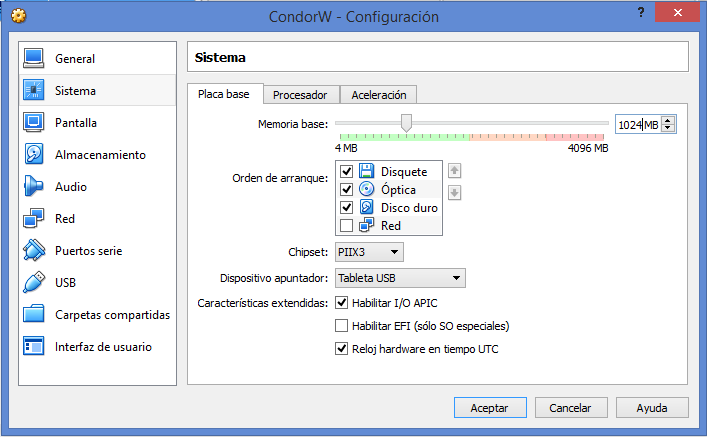 CondorW - Configuración
?
General
Sistema
Pantalla
Almacenamiento
Audio
Red
Puertos serie
USB
Carpetas compartidas
Interfaz de usuario
Sistema
Placa base Procesador Aceleración
Memoria base: 1024 MB
4 MB 4096 MB
Orden de arranque: Disquete
Óptica
Disco duro
Red
Chipset: PIIX3
Dispositivo apuntador: Tableta USB
Características extendidas: Habilitar I/O APIC
Habilitar EFI (sólo SO especiales)
Reloj hardware en tiempo UTC
Aceptar Cancelar Ayuda